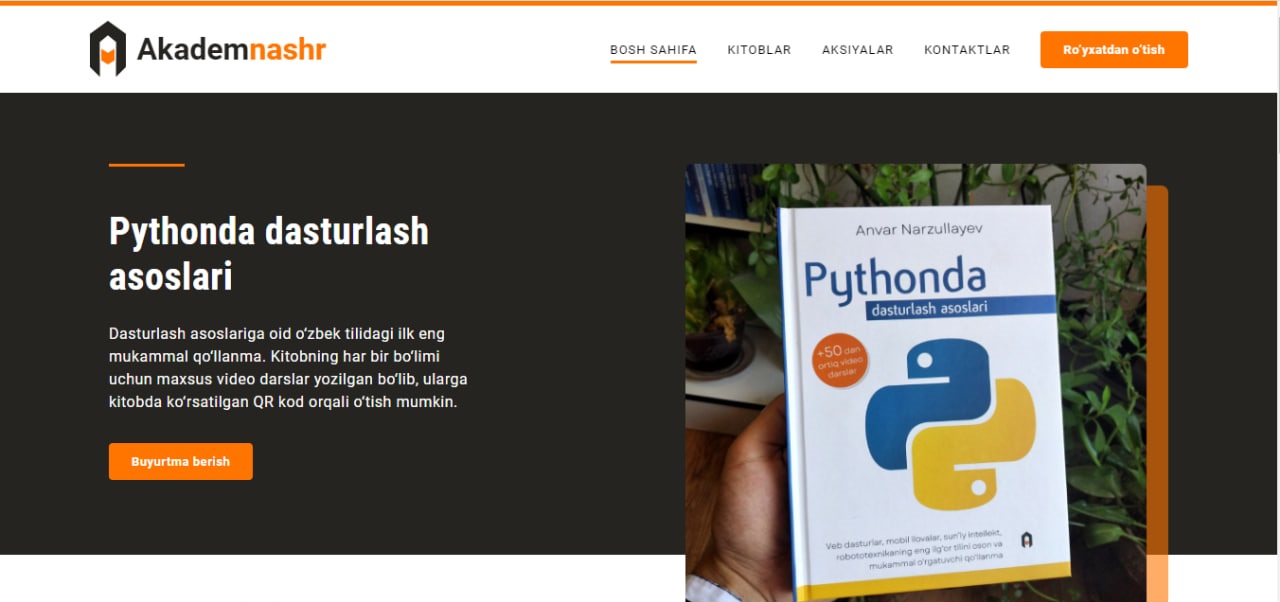 Akademnashr
BOSH SAHIFA
KITOBLAR
AKSIYALAR
KONTAKTLAR
Ro'yxatdan o'tish
Pythonda dasturlash
asoslari
Dasturlash asoslariga oid o‘zbek tilidagi ilk eng
mukammal qo‘llanma. Kitobning har bir bo‘limi
uchun maxsus video darslar yozilgan bo‘lib, ularga
kitobda ko‘rsatilgan QR kod orqali o‘tish mumkin.
Buyurtma berish
Anvar Narzullayev
Pythonda
dasturlash asoslari
+50 dan
ortiq video
darslar
Veb dasturlar, mobil ilovalar, sun'iy intellekt,
robototexnikaning eng ilg'or tilini oson va
mukammal o'rgatuvchi qo'llanma